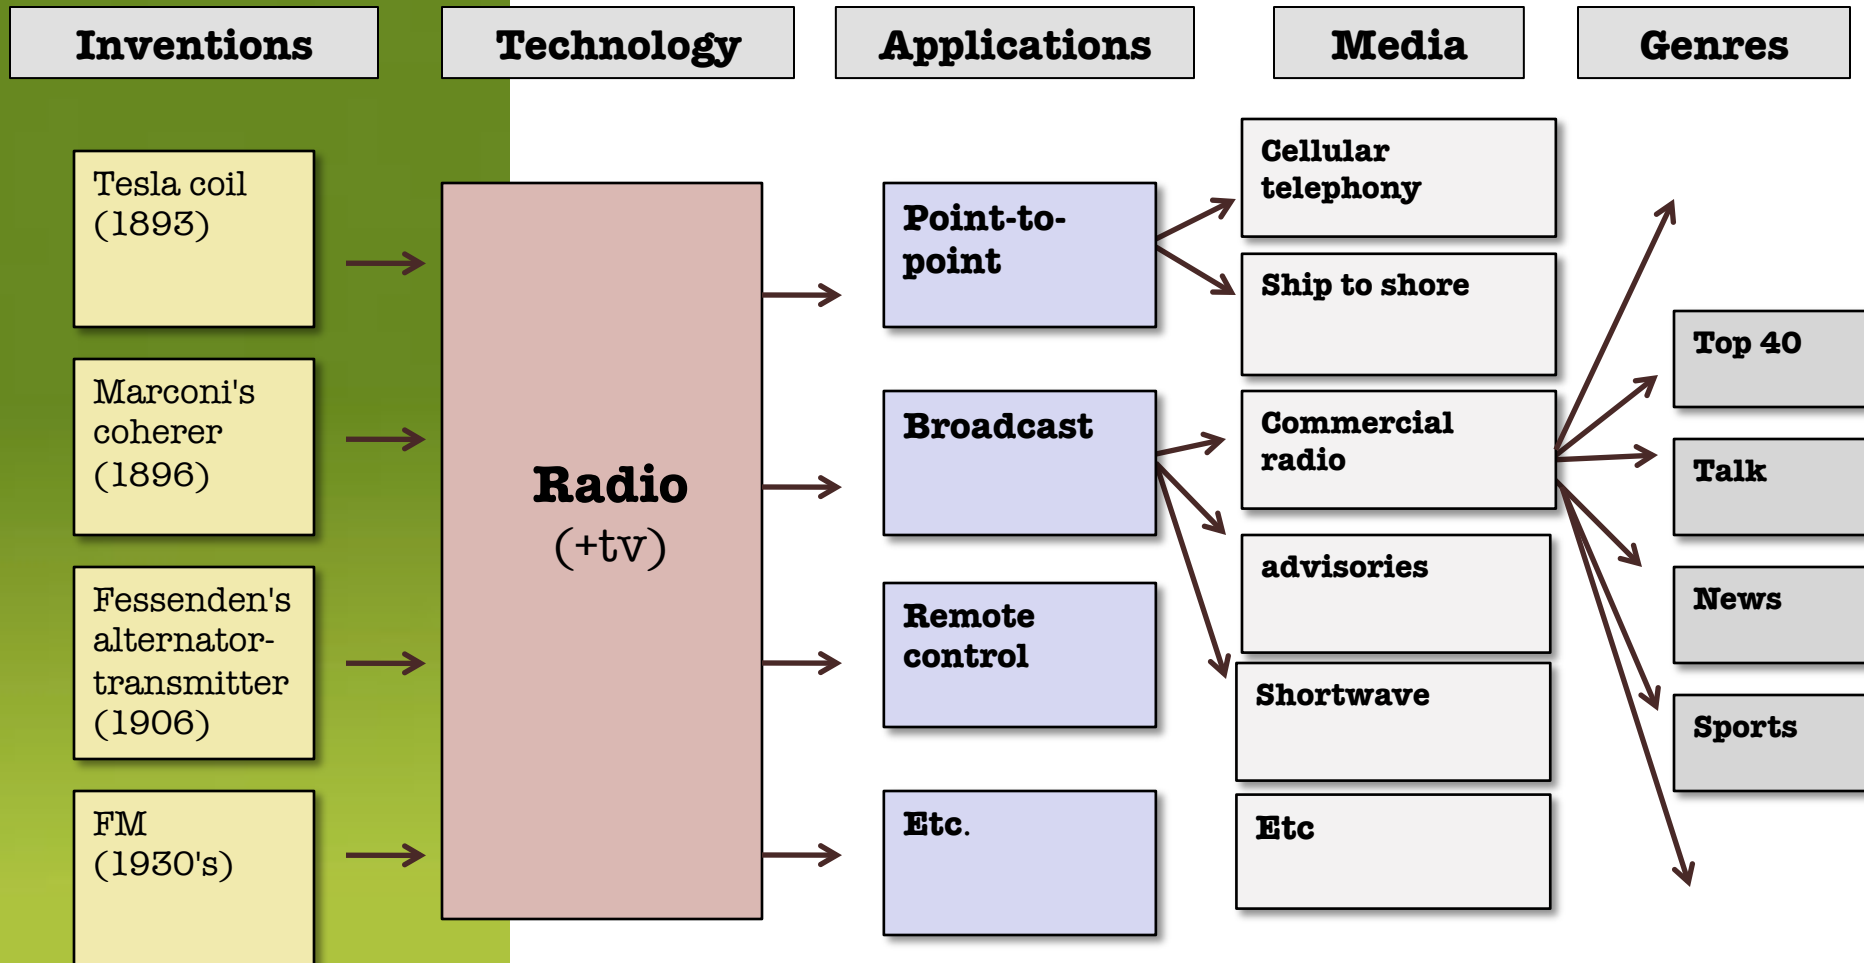 Inventions
Technology
Applications
Media
Genres
Tesla coil
(1893)
Marconi's
coherer
(1896)
Fessenden's
alternator-
transmitter
(1906)
FM
(1930's)
Radio
(+tv)
Point-to-
point
Broadcast
Remote
control
Etc.
Cellular
telephony
Ship to shore
Commercial
radio
advisories
Shortwave
Etc
Top 40
Talk
News
Sports